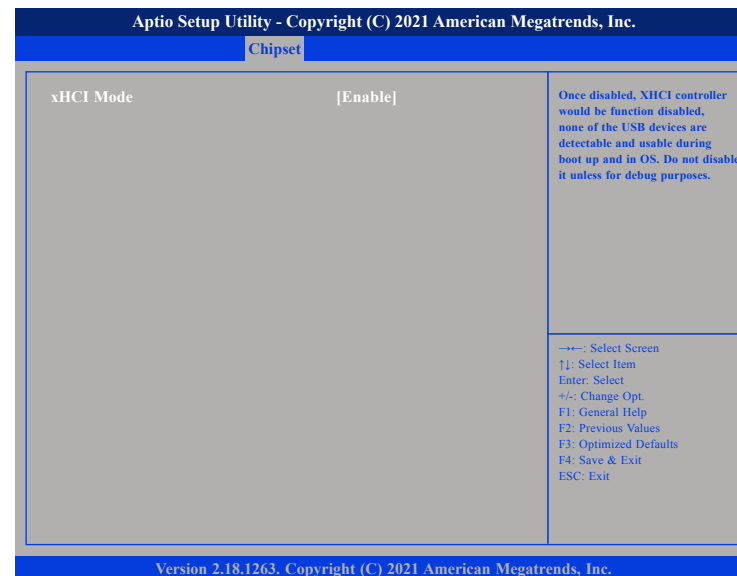 Aptio Setup Utility - Copyright (C) 2021 American Megatrends, Inc.
Chipset
xHCI Mode [Enable]
Once disabled, XHCI controller
would be function disabled,
none of the USB devices are
detectable and usable during
boot up and in OS. Do not disable
it unless for debug purposes.
→←: Select Screen
↑↓: Select Item
Enter: Select
+/-: Change Opt.
F1: General Help
F2: Previous Values
F3: Optimized Defaults
F4: Save & Exit
ESC: Exit
Version 2.18.1263. Copyright (C) 2021 American Megatrends, Inc.